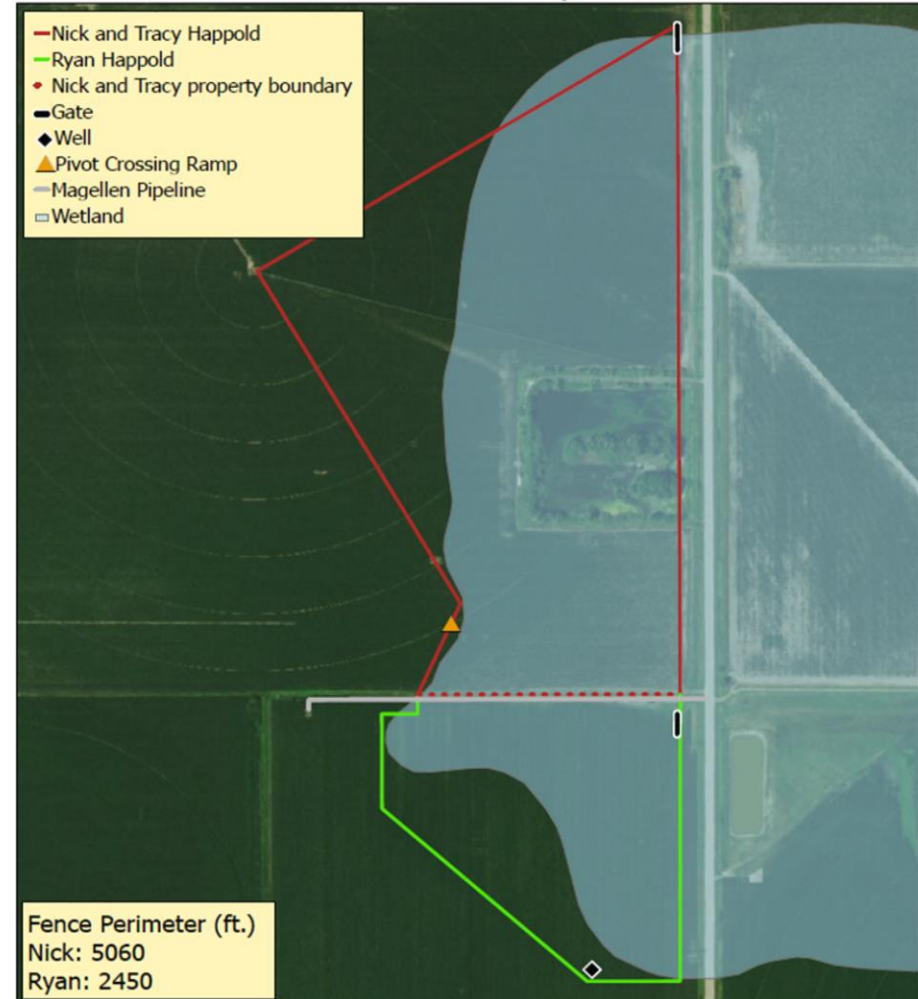 Nick and Tracy Happold
Ryan Happold
Nick and Tracy property boundary
Gate
Well
Pivot Crossing Ramp
Magellen Pipeline
Wetland
Fence Perimeter (ft.)
Nick: 5060
Ryan: 2450